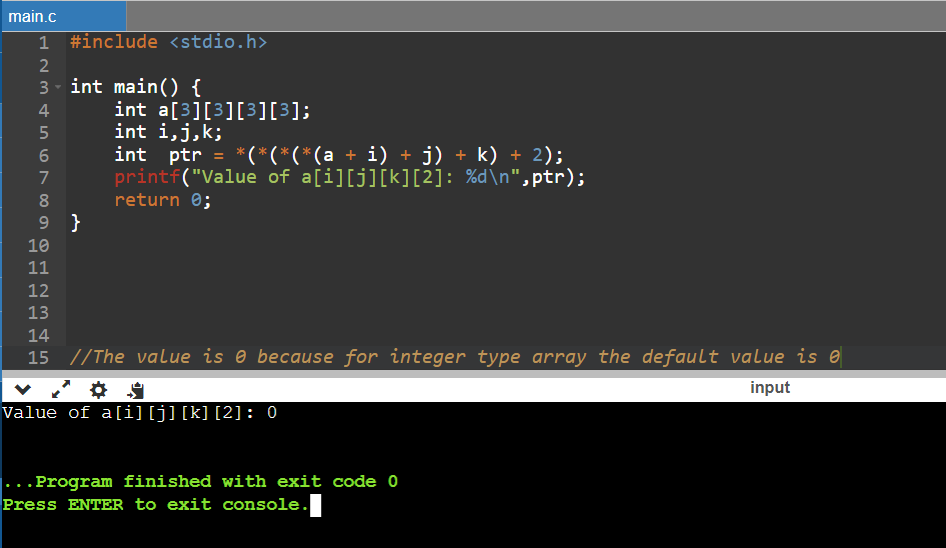 main.c
1 #include <stdio.h>
2
3 int main() {
4     int a[3][3][3][3];
5     int i,j,k;
6     int  ptr = *(*(*(*(a + i) + j) + k) + 2);
7     printf("Value of a[i][j][k][2]: %d\n",ptr);
8     return 0;
9 }
10
11
12
13
14
15 //The value is 0 because for integer type array the default value is 0
input
Value of a[i][j][k][2]: 0
...Program finished with exit code 0
Press ENTER to exit console.